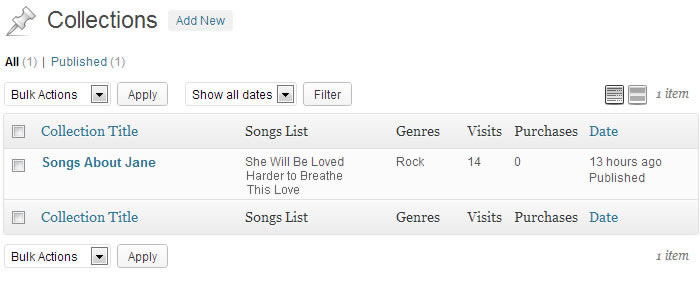 Collections Add New
All (1) | Published (1)
Bulk Actions Apply Show all dates Filter 1 item
Collection Title Songs List Genres Visits Purchases Date
Songs About Jane She Will Be Loved Rock 14 0 13 hours ago
Harder to Breathe Published
This Love
Collection Title Songs List Genres Visits Purchases Date
Bulk Actions Apply 1 item